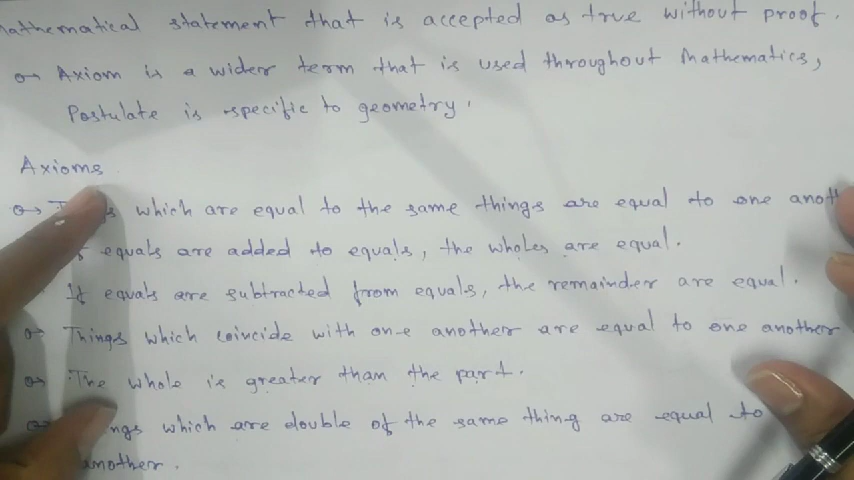 mathematical statement that is accepted as true without proof.
Axiom is a wider term that is used throughout Mathematics,
Postulate is specific to geometry.
Axioms
which are equal to the same things are equal to one
equals are added to equals, the wholes are equal.
If equals are subtracted from equals, the remainder are equal.
Things which coincide with one another are equal to one another
The whole is greater than the part.
which are double of the same thing are equal to
another.